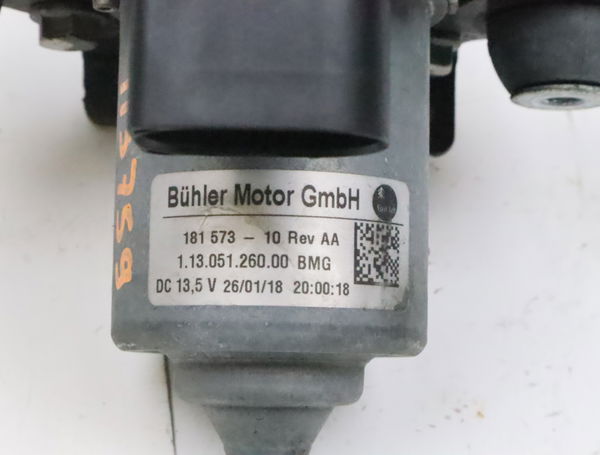 Bühler Motor GmbH
181 573 – 10 Rev AA
1.13.051.260.00 BMG
DC 13,5 V 26/01/18 20:00:18